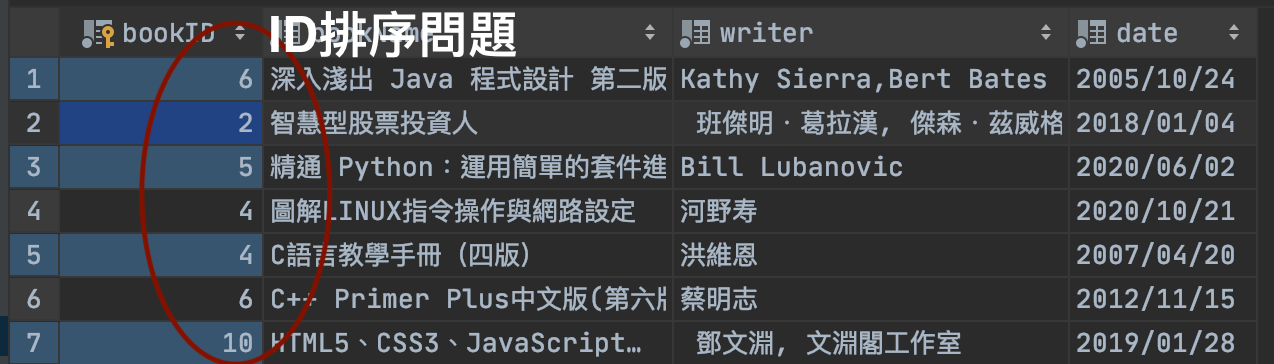 bookID ID排序問題 writer date
1 6 深入淺出 Java 程式設計 第二版 Kathy Sierra,Bert Bates 2005/10/24
2 2 智慧型股票投資人 班傑明·葛拉漢, 傑森·茲威格 2018/01/04
3 5 精通 Python：運用簡單的套件進 Bill Lubanovic 2020/06/02
4 4 圖解LINUX指令操作與網路設定 河野寿 2020/10/21
5 4 C語言教學手冊 (四版) 洪維恩 2007/04/20
6 6 C++ Primer Plus中文版(第六版 蔡明志 2012/11/15
7 10 HTML5、CSS3、JavaScript… 鄧文淵, 文淵閣工作室 2019/01/28